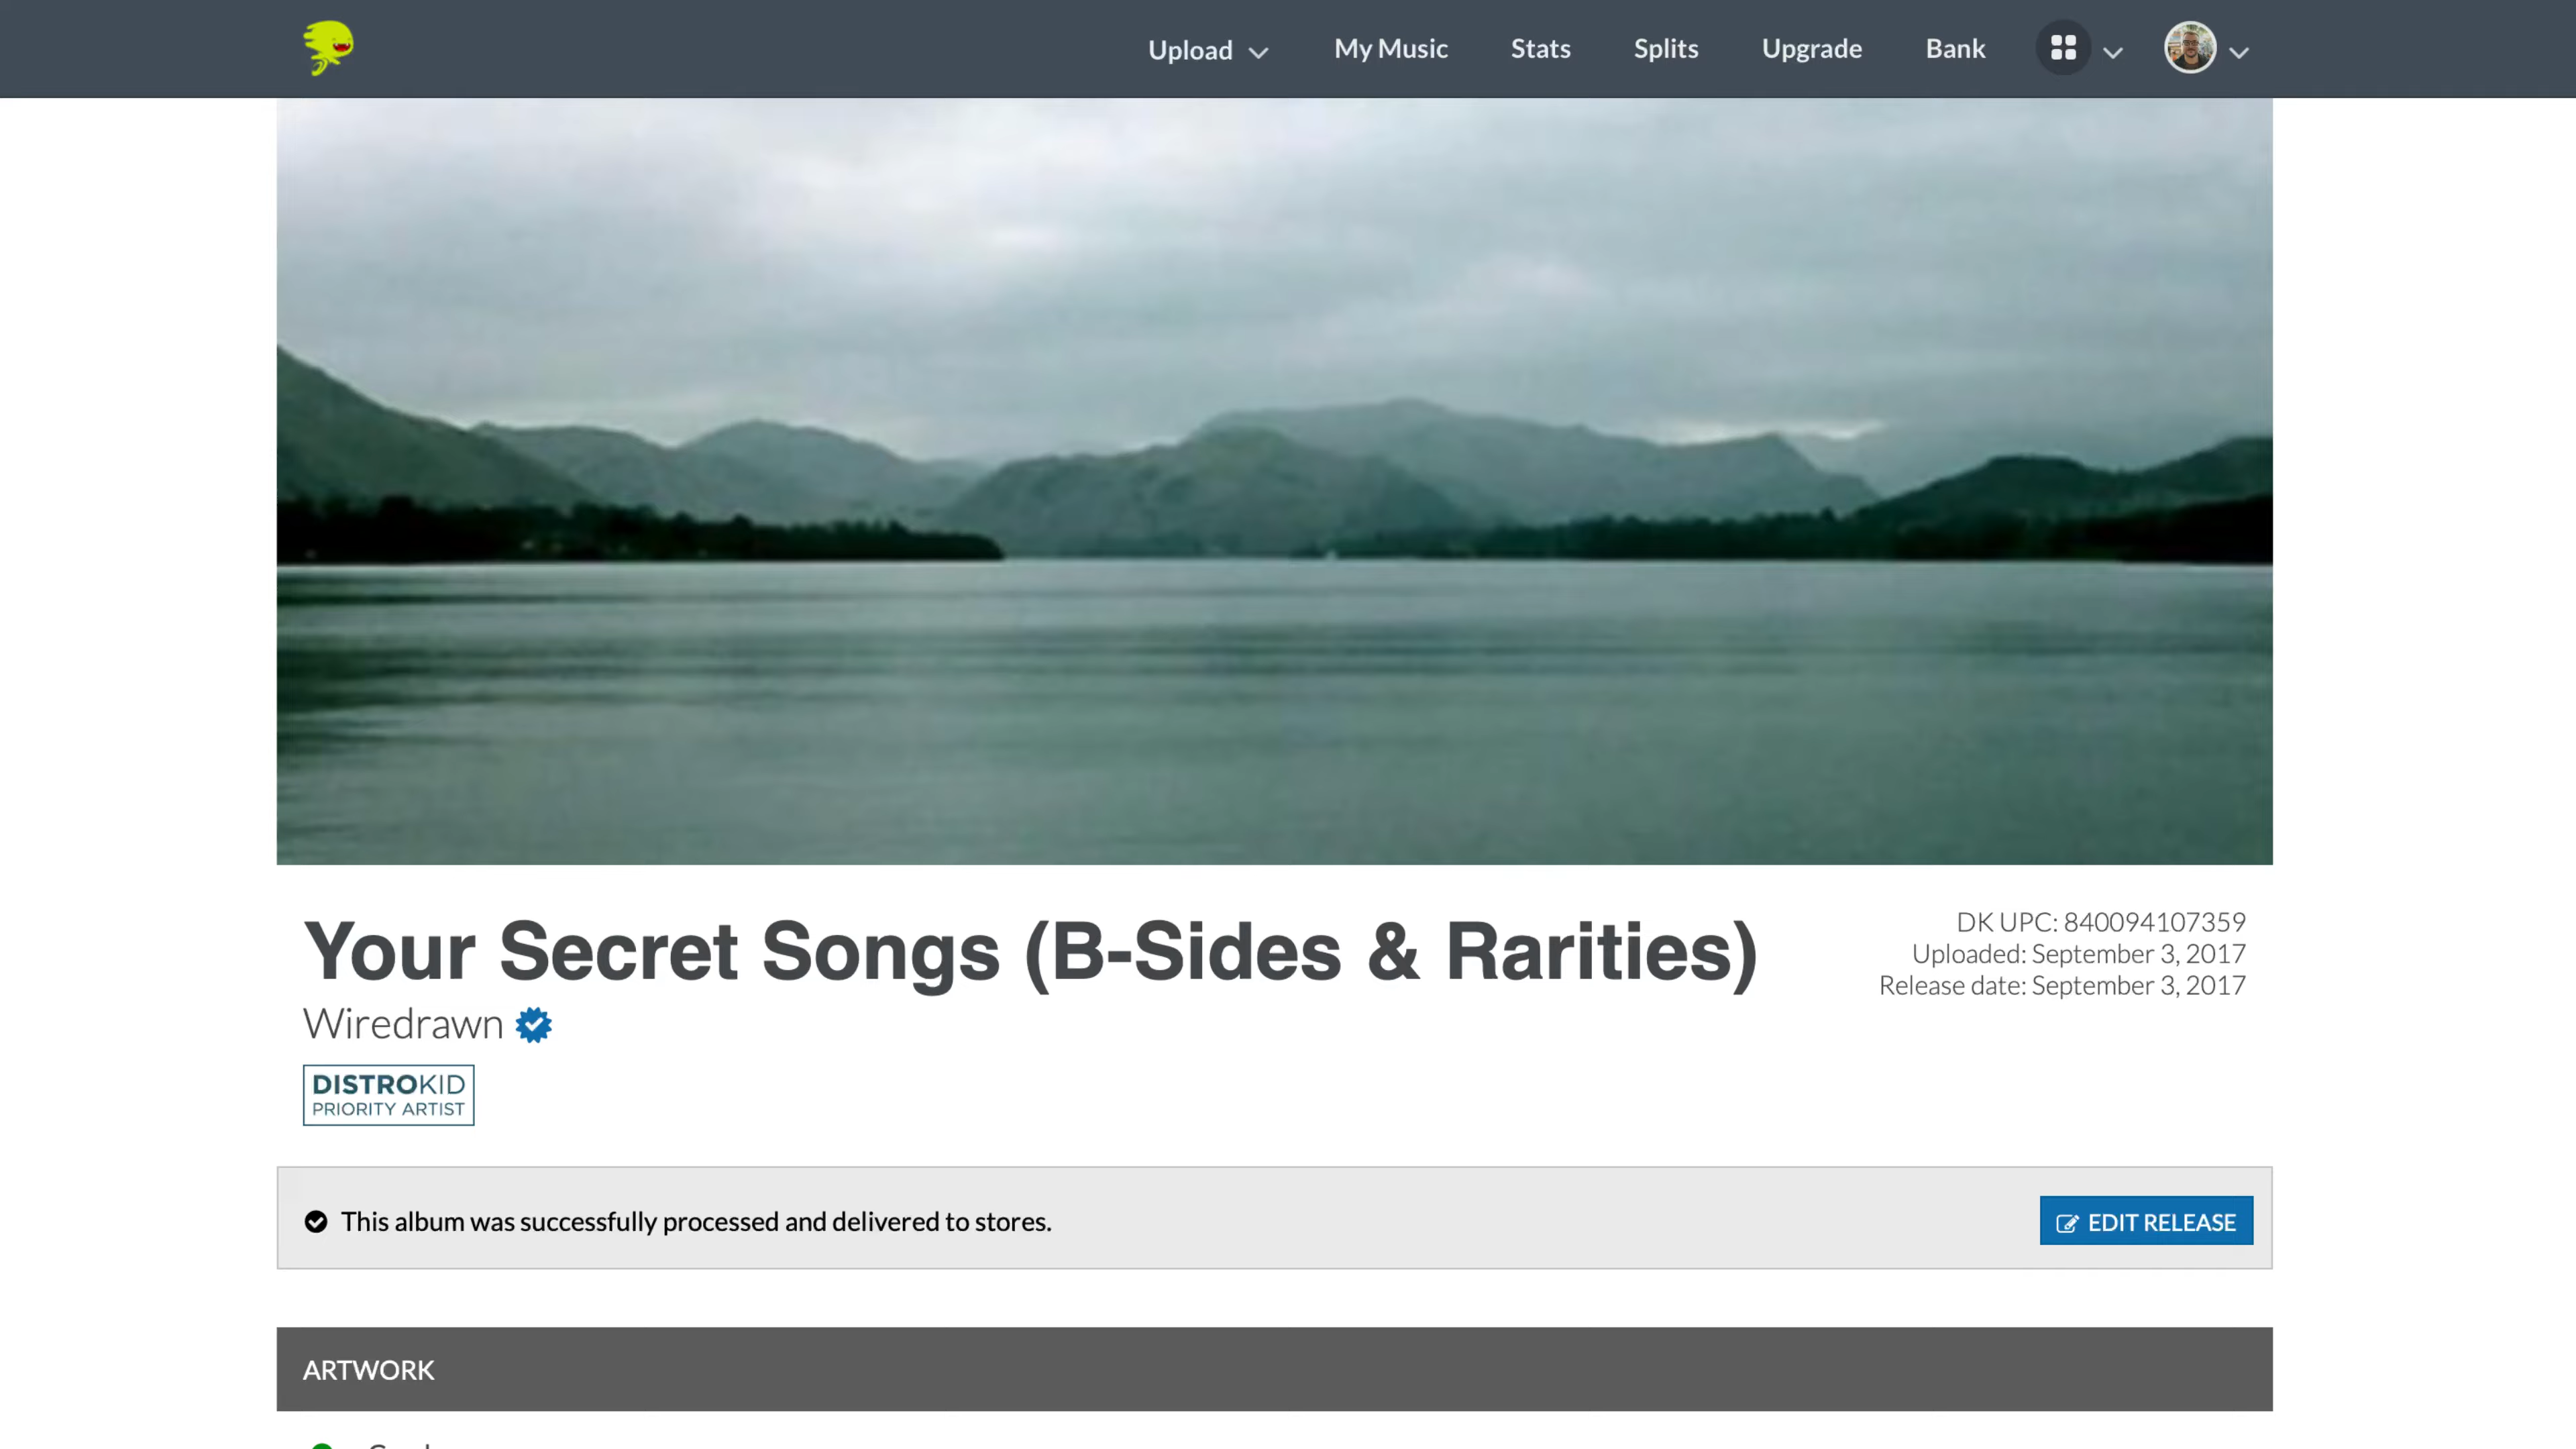 Upload My Music Stats Splits Upgrade Bank
Your Secret Songs (B-Sides & Rarities)
Wiredrawn
DISTROKID
PRIORITY ARTIST
DK UPC: 840094107359
Uploaded: September 3, 2017
Release date: September 3, 2017
This album was successfully processed and delivered to stores.
EDIT RELEASE
ARTWORK